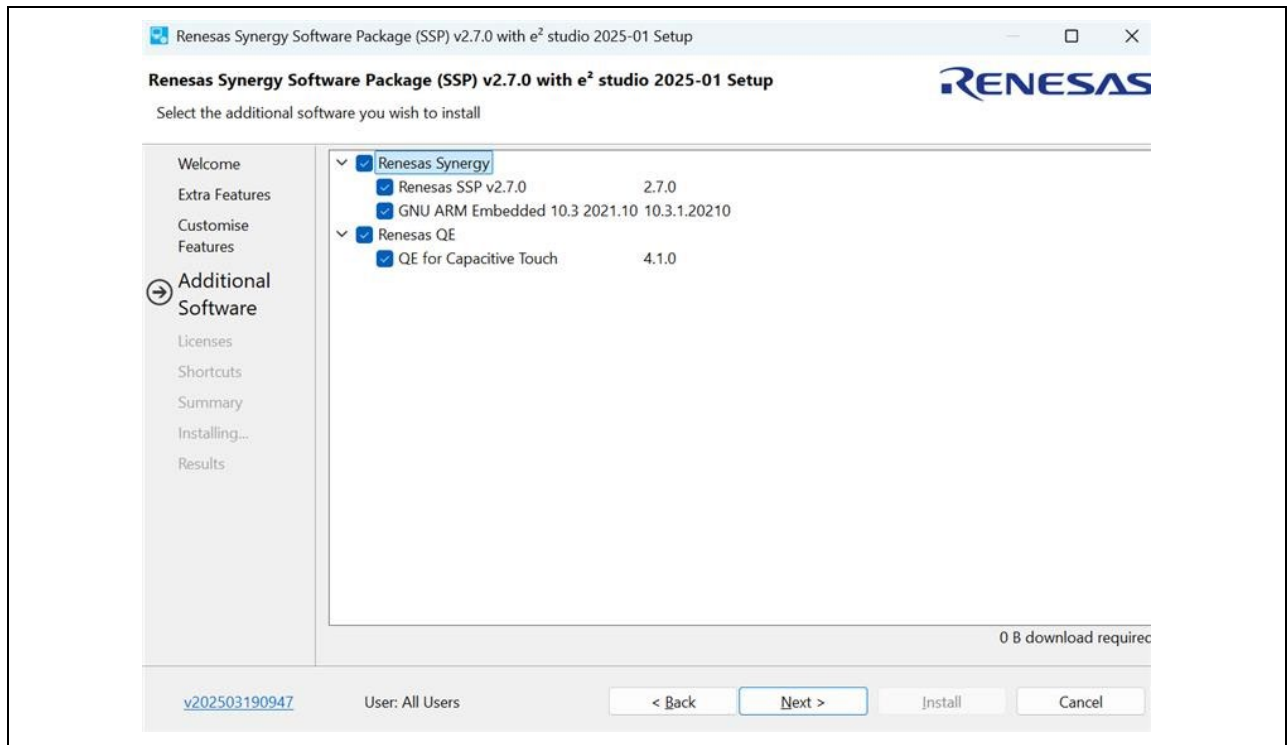 Renesas Synergy Software Package (SSP) v2.7.0 with e² studio 2025-01 Setup
Renesas Synergy Software Package (SSP) v2.7.0 with e² studio 2025-01 Setup
RENESAS
Select the additional software you wish to install
Welcome
Extra Features
Customise
Features
Additional
Software
Licenses
Shortcuts
Summary
Installing...
Results
Renesas Synergy
Renesas SSP v2.7.0 2.7.0
GNU ARM Embedded 10.3 2021.10 10.3.1.20210
Renesas QE
QE for Capacitive Touch 4.1.0
0 B download required
v202503190947 User: All Users < Back Next > Install Cancel